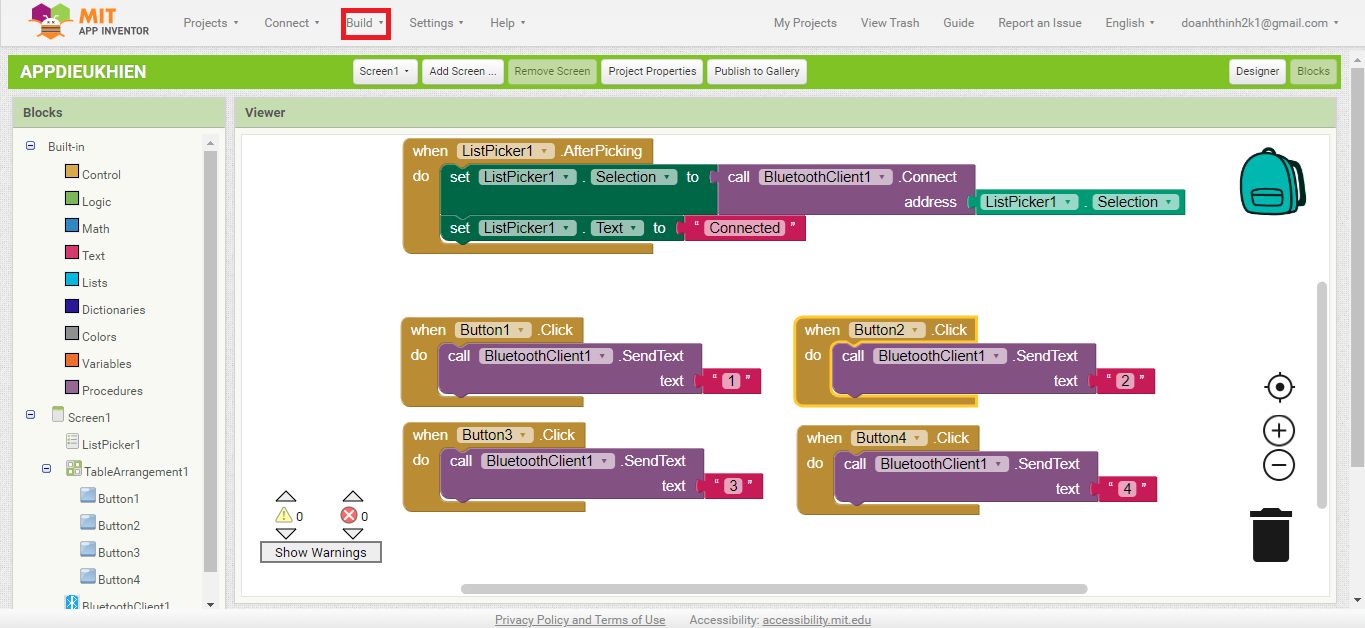 MIT
APP INVENTOR
Projects Connect Build Settings Help My Projects View Trash Guide Report an Issue English doanhthinh2k1@gmail.com
APPDIEUKHIEN Screen1 Add Screen ... Remove Screen Project Properties Publish to Gallery Designer Blocks
Blocks
Built-in
Control
Logic
Math
Text
Lists
Dictionaries
Colors
Variables
Procedures
Screen1
ListPicker1
TableArrangement1
Button1
Button2
Button3
Button4
BluetoothClient1
Viewer
when ListPicker1 .AfterPicking
do set ListPicker1 . Selection to call BluetoothClient1 .Connect
address ListPicker1 . Selection
set ListPicker1 . Text to “ Connected ”
when Button1 .Click
do call BluetoothClient1 .SendText
text “ 1 ”
when Button2 .Click
do call BluetoothClient1 .SendText
text “ 2 ”
when Button3 .Click
do call BluetoothClient1 .SendText
text “ 3 ”
when Button4 .Click
do call BluetoothClient1 .SendText
text “ 4 ”
0 0
Show Warnings
Privacy Policy and Terms of Use Accessibility: accessibility.mit.edu